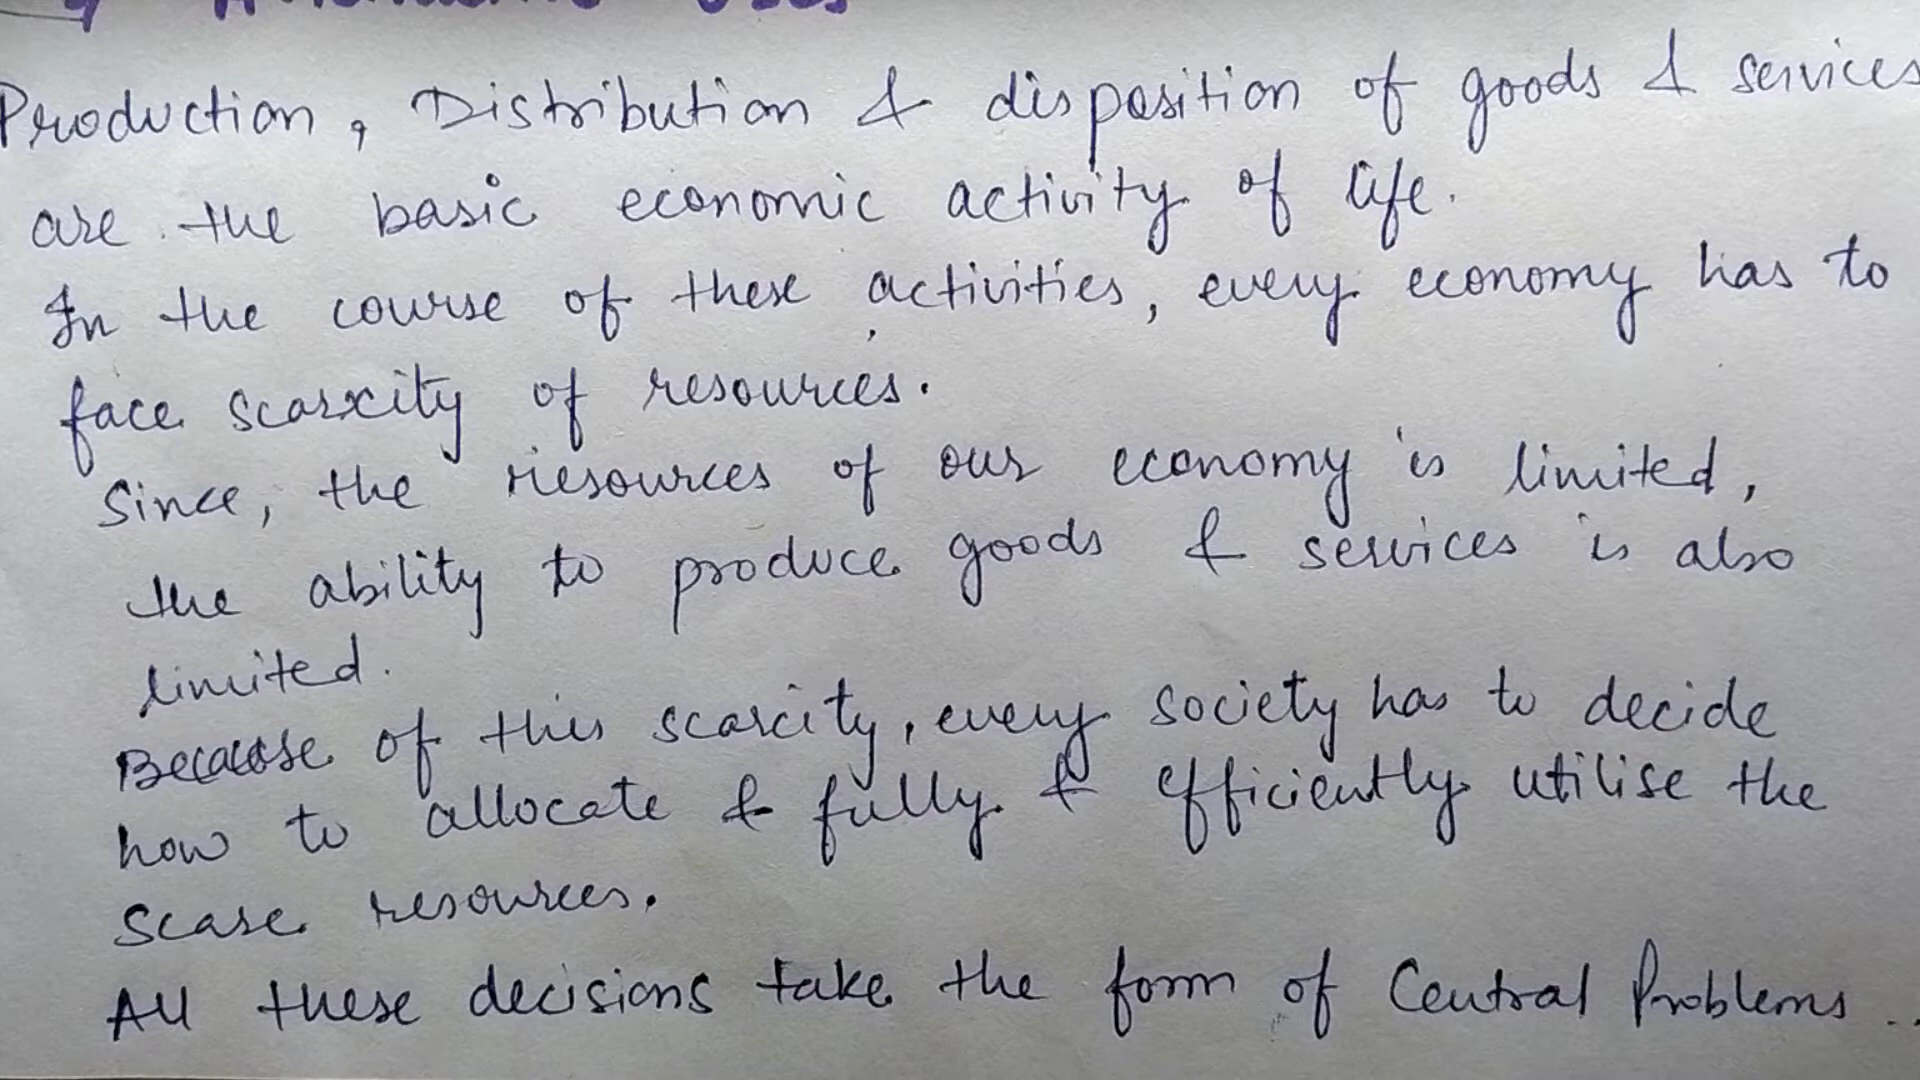 Uses
Production, Distribution & disposition of goods & services
are the basic economic activity of life.
In the course of these activities, every economy has to
face scarcity of resources.
Since, the resources of our economy is limited,
the ability to produce goods & services is also
limited.
Because of this scarcity, every society has to decide
how to allocate & fully & efficiently utilise the
scare resources.
All these decisions take the form of Central Problems..